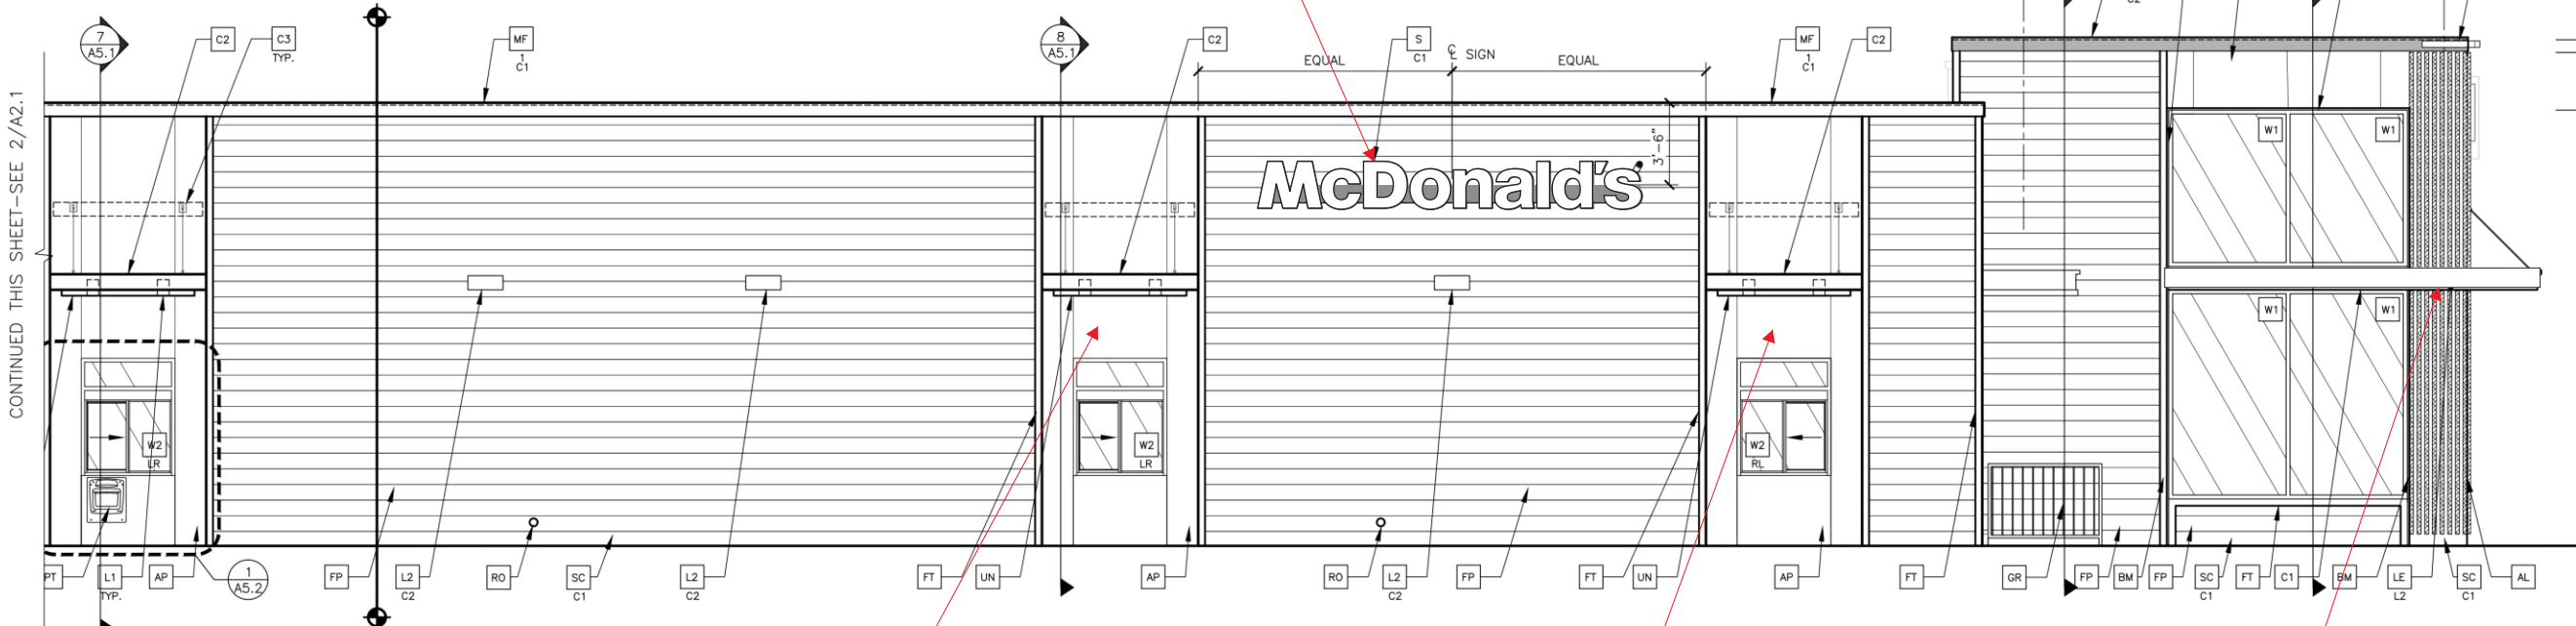 7
A5.1
C2
C3
TYP.
MF
1
C1
8
A5.1
C2
S
C1
EQUAL
℄ SIGN
EQUAL
MF
1
C1
C2
C2
CONTINUED THIS SHEET-SEE 2/A2.1
McDonald's
3'-6"
W1
W1
W1
W1
W2
LR
W2
LR
W2
RL
PT
L1
TYP.
AP
1
A5.2
FP
L2
C2
RO
SC
C1
L2
C2
FT
UN
AP
RO
L2
C2
FP
FT
UN
AP
FT
GR
FP
BM
FP
SC
C1
FT
C1
BM
LE
L2
SC
C1
AL